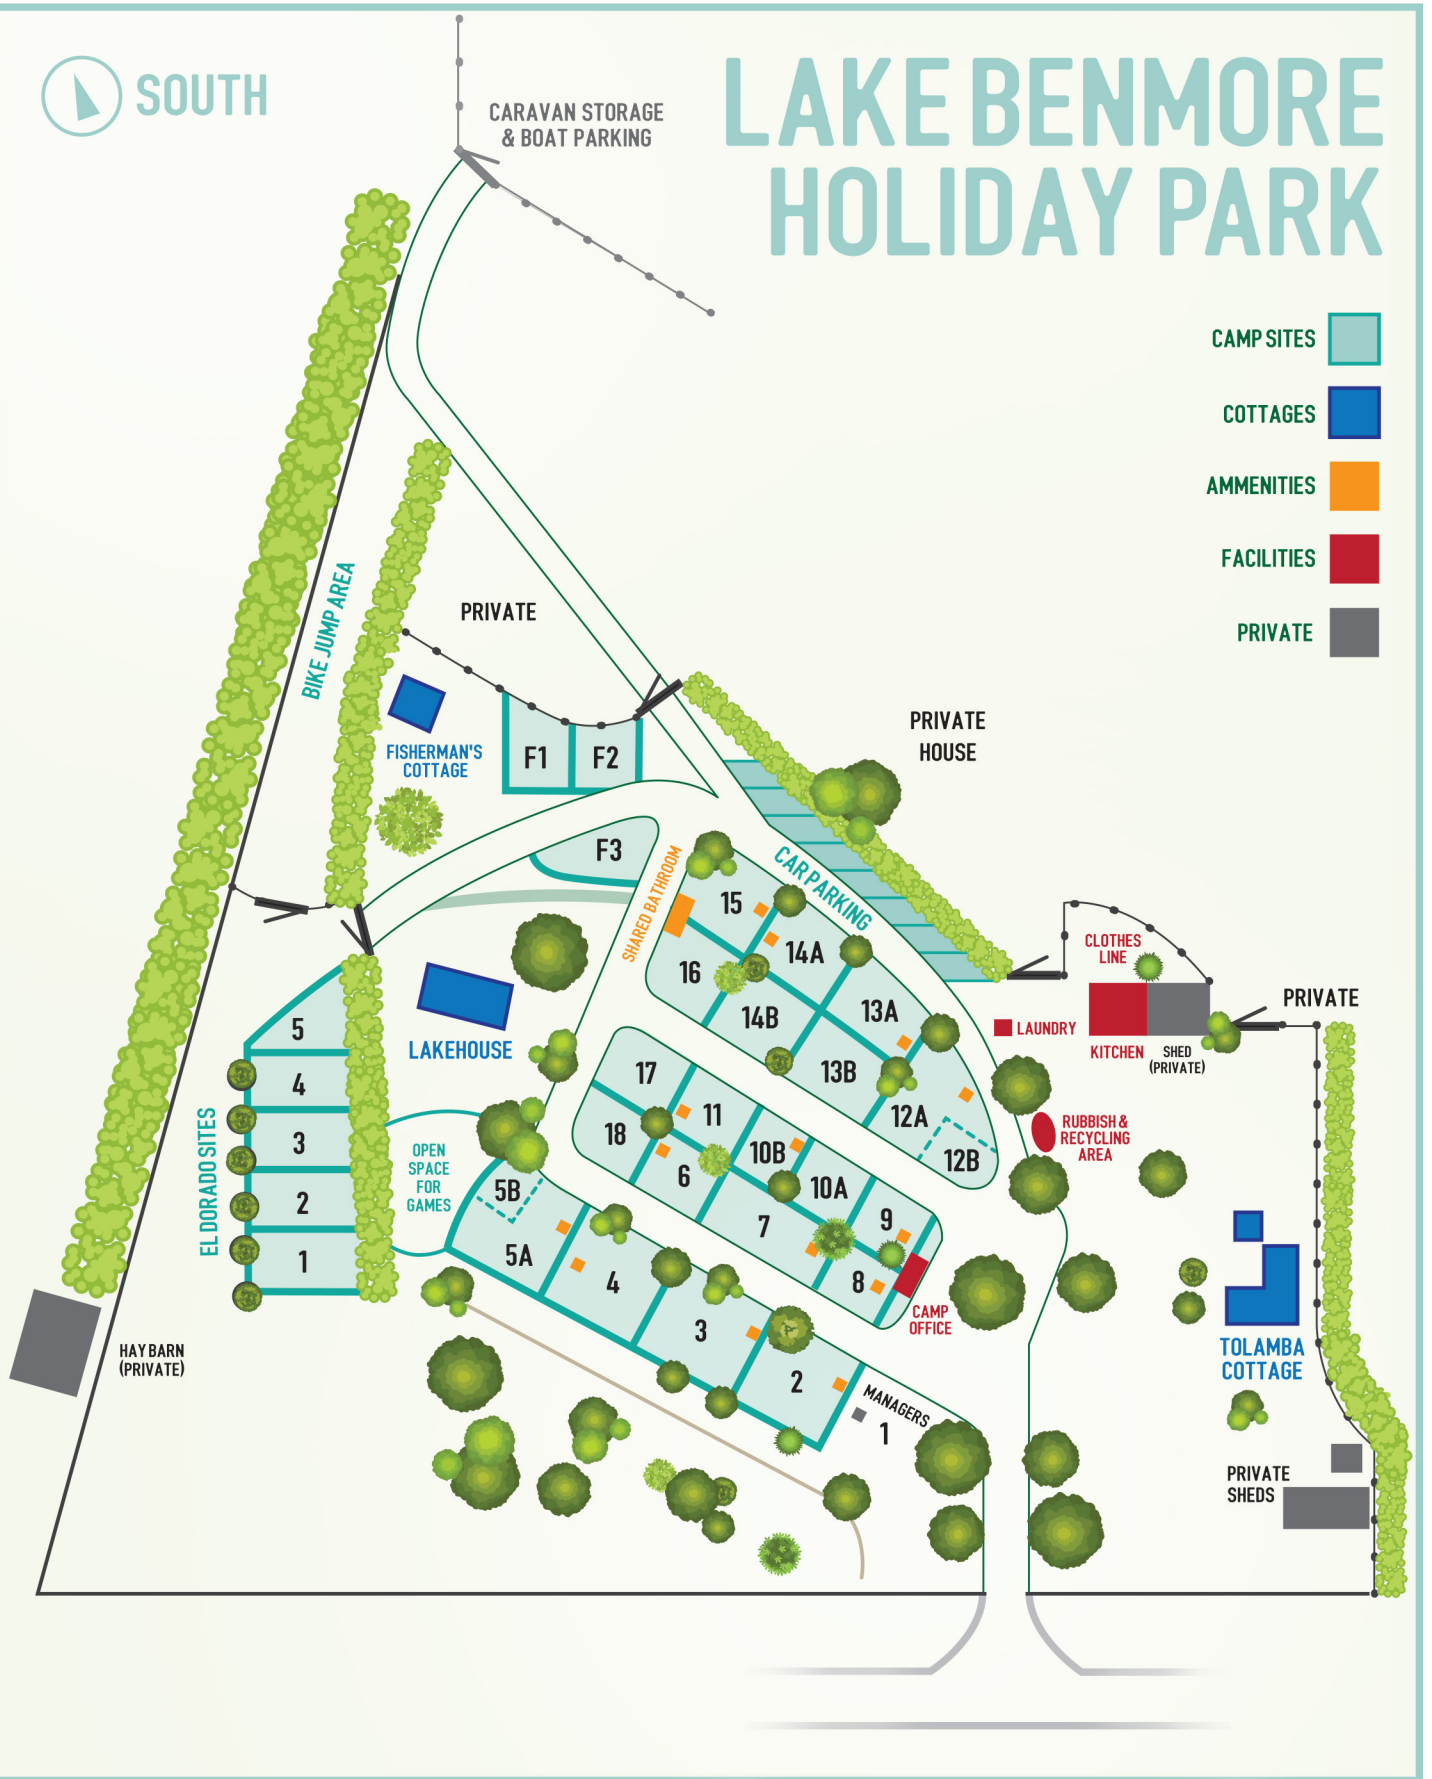 SOUTH
LAKE BENMORE
HOLIDAY PARK
CARAVAN STORAGE
& BOAT PARKING
CAMP SITES
COTTAGES
AMMENITIES
FACILITIES
PRIVATE
BIKE JUMP AREA
PRIVATE
FISHERMAN'S
COTTAGE
F1
F2
F3
PRIVATE
HOUSE
CAR PARKING
SHARED BATHROOM
15
14A
16
14B
13A
13B
12A
12B
CLOTHES
LINE
PRIVATE
LAUNDRY
KITCHEN
SHED
(PRIVATE)
RUBBISH &
RECYCLING
AREA
LAKEHOUSE
EL DORADO SITES
5
4
3
2
1
OPEN
SPACE
FOR
GAMES
17
11
18
10B
6
10A
7
9
8
CAMP
OFFICE
5B
5A
4
3
2
MANAGERS
1
TOLAMBA
COTTAGE
HAY BARN
(PRIVATE)
PRIVATE
SHEDS